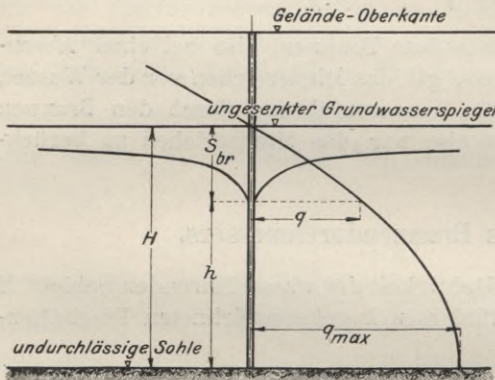 Gelände-Oberkante
ungesenkter Grundwasserspiegel
S br
q
H
h
q max
undurchlässige Sohle